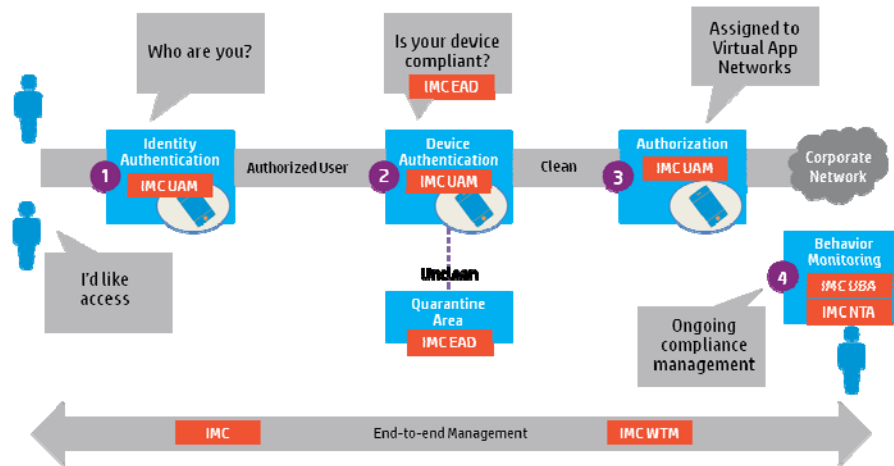 Who are you?
Is your device
compliant?
IMC EAD
Assigned to
Virtual App
Networks
1
Identity
Authentication
IMC UAM
Authorized User
2
Device
Authentication
IMC UAM
Clean
3
Authorization
IMC UAM
Corporate
Network
I'd like
access
Unclean
Quarantine
Area
IMC EAD
4
Behavior
Monitoring
IMC UBA
IMC NTA
Ongoing
compliance
management
IMC
End-to-end Management
IMC WTM